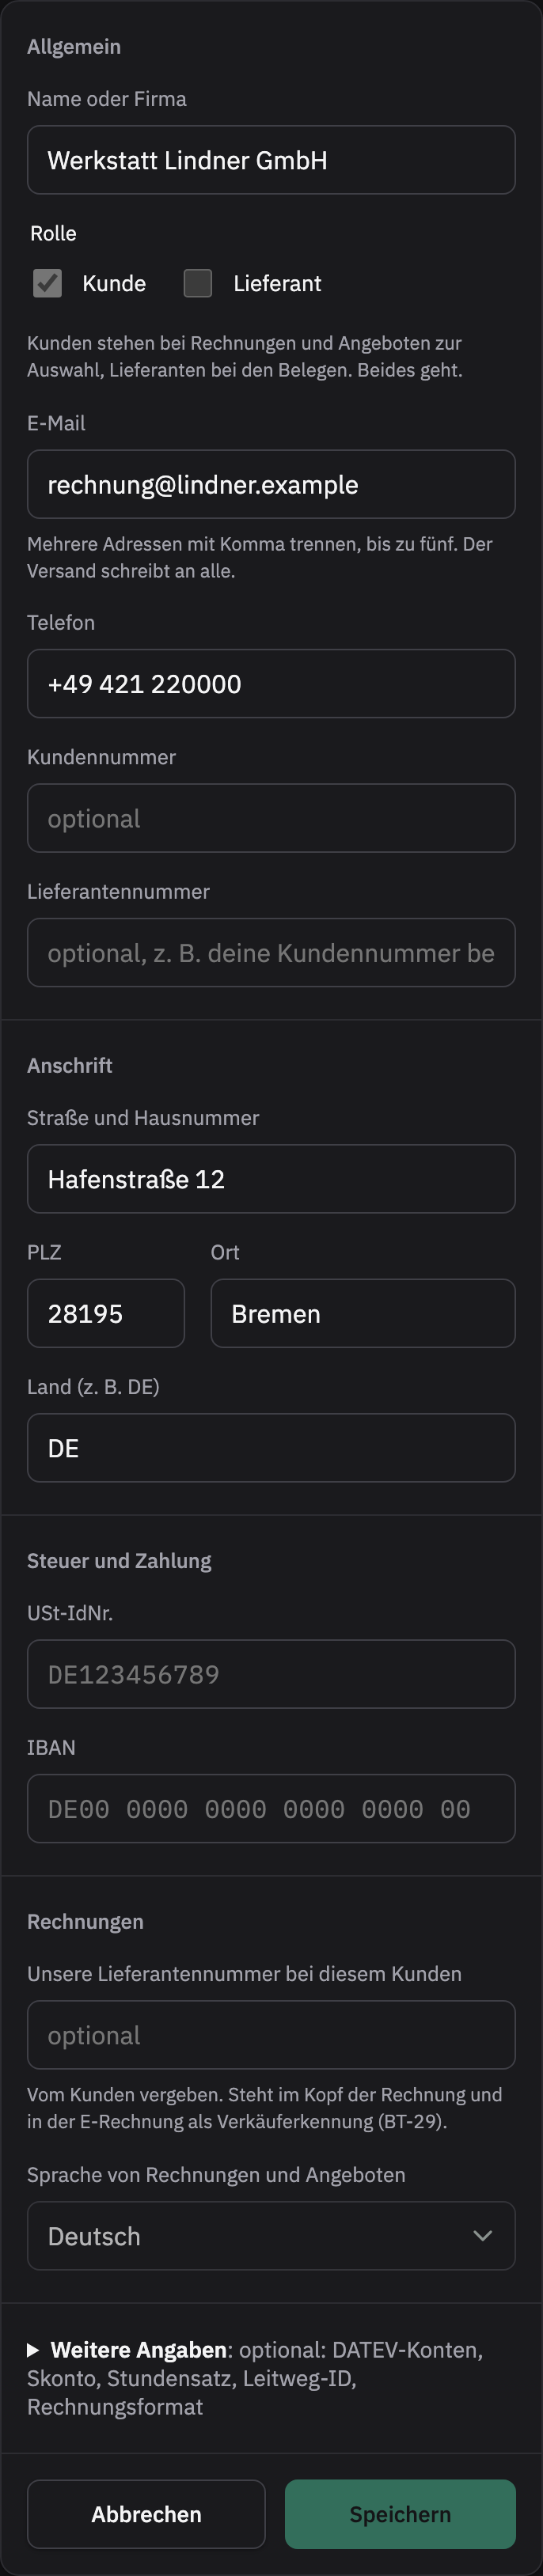 Allgemein
Name oder Firma
Werkstatt Lindner GmbH
Rolle
Kunde
Lieferant
Kunden stehen bei Rechnungen und Angeboten zur
Auswahl, Lieferanten bei den Belegen. Beides geht.
E-Mail
rechnung@lindner.example
Mehrere Adressen mit Komma trennen, bis zu fünf. Der
Versand schreibt an alle.
Telefon
+49 421 220000
Kundennummer
optional
Lieferantennummer
optional, z. B. deine Kundennummer be
Anschrift
Straße und Hausnummer
Hafenstraße 12
PLZ
Ort
28195
Bremen
Land (z. B. DE)
DE
Steuer und Zahlung
USt-IdNr.
DE123456789
IBAN
DE00 0000 0000 0000 0000 00
Rechnungen
Unsere Lieferantennummer bei diesem Kunden
optional
Vom Kunden vergeben. Steht im Kopf der Rechnung und
in der E-Rechnung als Verkäuferkennung (BT-29).
Sprache von Rechnungen und Angeboten
Deutsch
Weitere Angaben: optional: DATEV-Konten,
Skonto, Stundensatz, Leitweg-ID,
Rechnungsformat
Abbrechen
Speichern